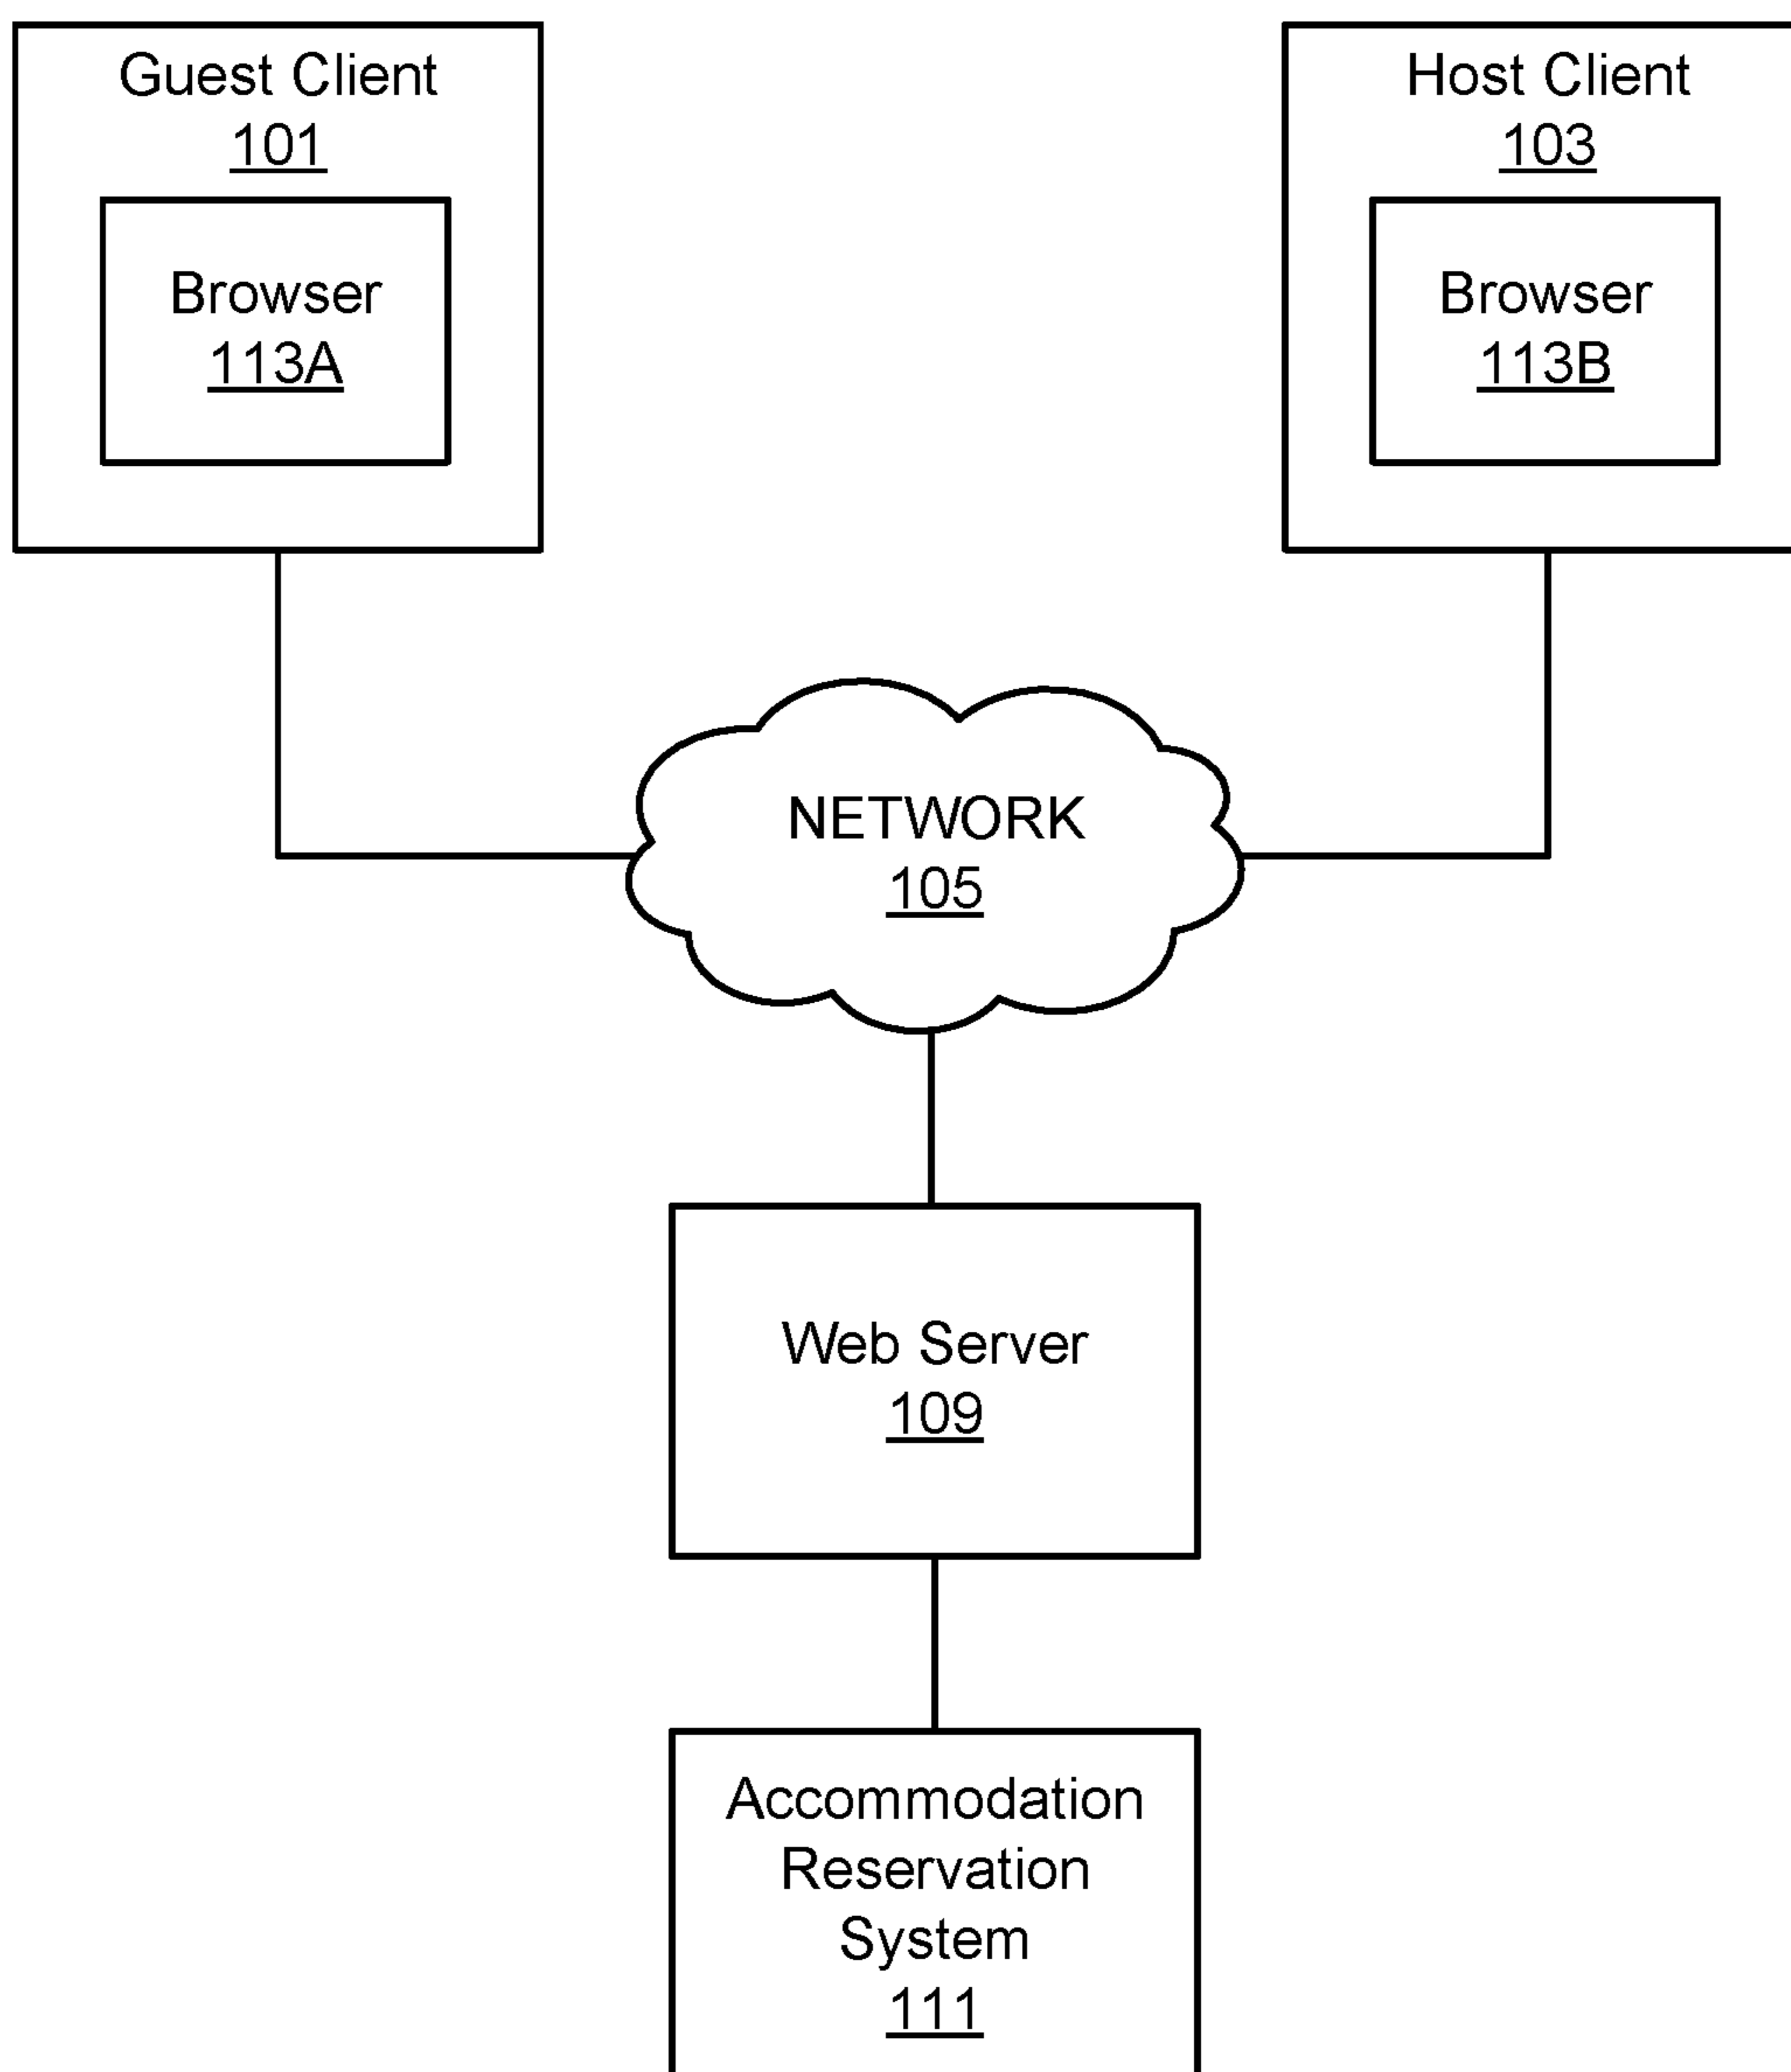 Guest Client
101
Browser
113A
Host Client
103
Browser
113B
NETWORK
105
Web Server
109
Accommodation
Reservation
System
111